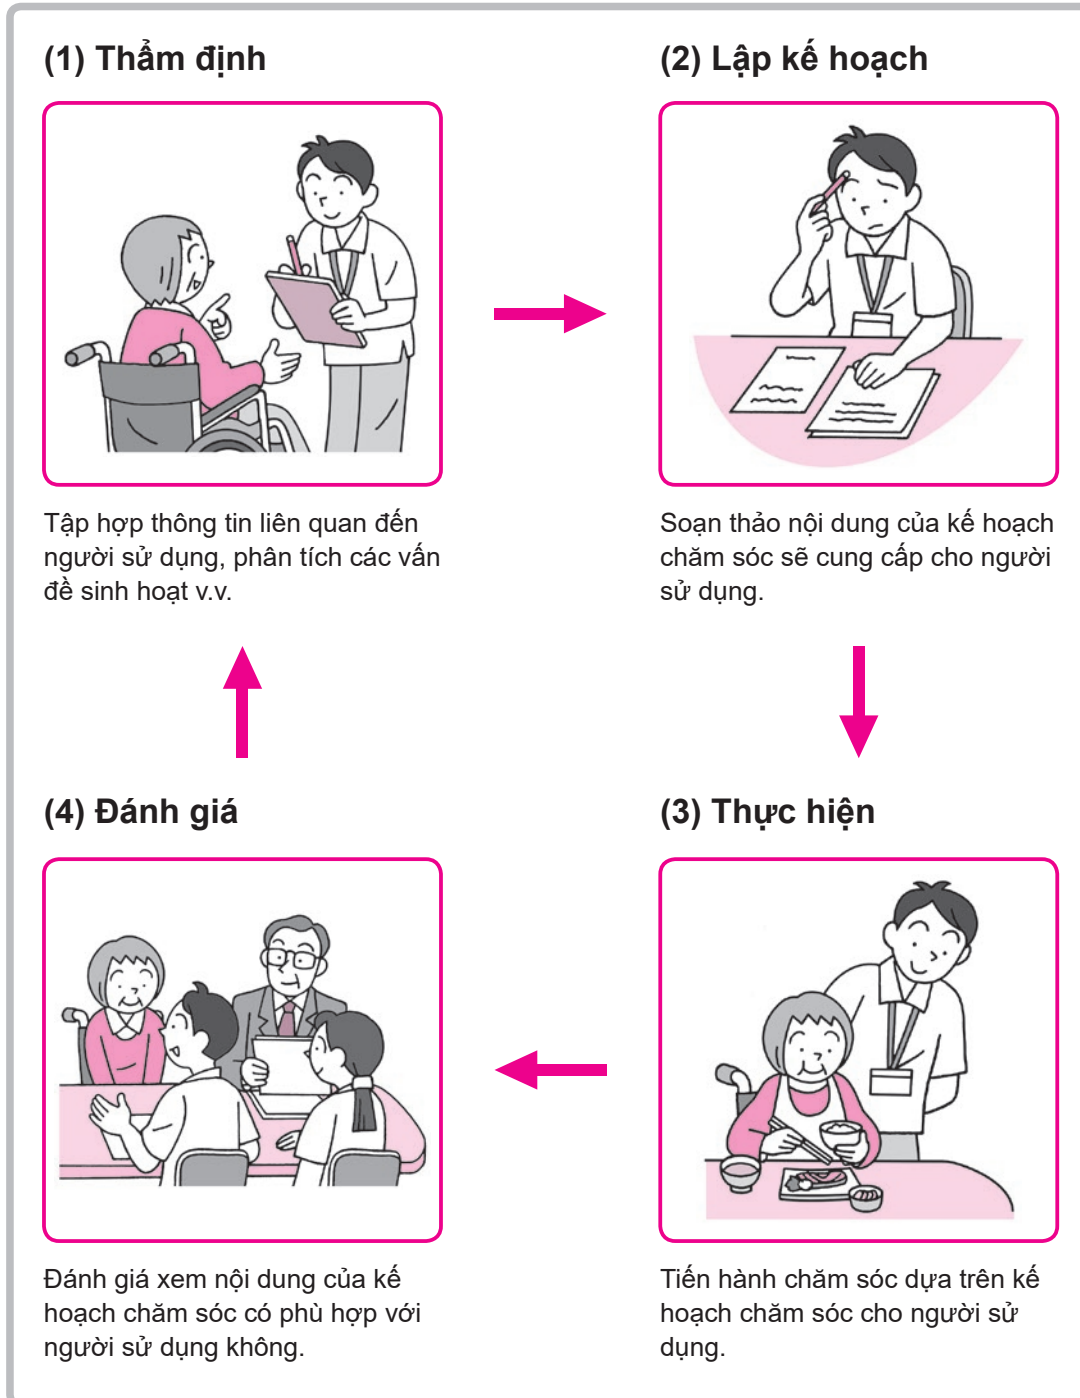 (1) Thẩm định
Tập hợp thông tin liên quan đến
người sử dụng, phân tích các vấn
đề sinh hoạt v.v.
(2) Lập kế hoạch
Soạn thảo nội dung của kế hoạch
chăm sóc sẽ cung cấp cho người
sử dụng.
(3) Thực hiện
Tiến hành chăm sóc dựa trên kế
hoạch chăm sóc cho người sử
dụng.
(4) Đánh giá
Đánh giá xem nội dung của kế
hoạch chăm sóc có phù hợp với
người sử dụng không.